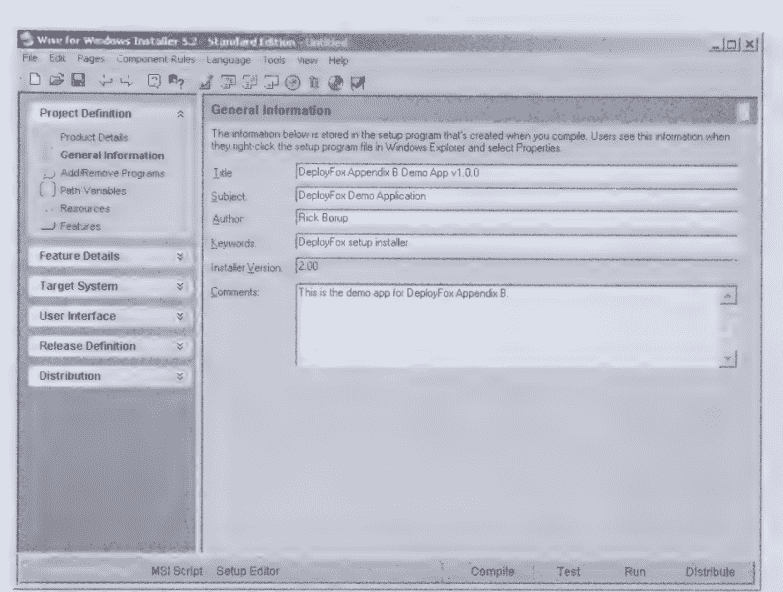 Wise for Windows Installer 5.2 - Standard Edition - Untitled
File Edit Pages Component Rules Language Tools View Help
Project Definition
Product Details
General Information
Add/Remove Programs
Path Variables
Resources
Features
Feature Details
Target System
User Interface
Release Definition
Distribution
General Information
The information below is stored in the setup program that's created when you compile. Users see this information when
they right-click the setup program file in Windows Explorer and select Properties.
Title DeployFox Appendix B Demo App v1.0.0
Subject: DeployFox Demo Application
Author: Rick Borup
Keywords: DeployFox setup installer
Installer Version: 2.00
Comments: This is the demo app for DeployFox Appendix B.
MSI Script Setup Editor Compile Test Run Distribute